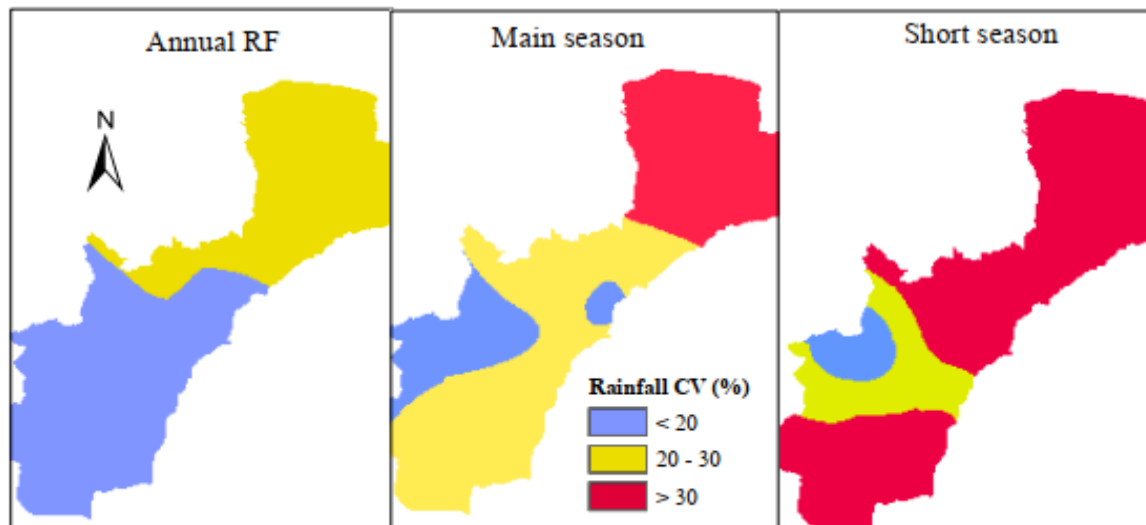 Annual RF
Main season
Short season
N
Rainfall CV (%)
< 20
20 - 30
> 30